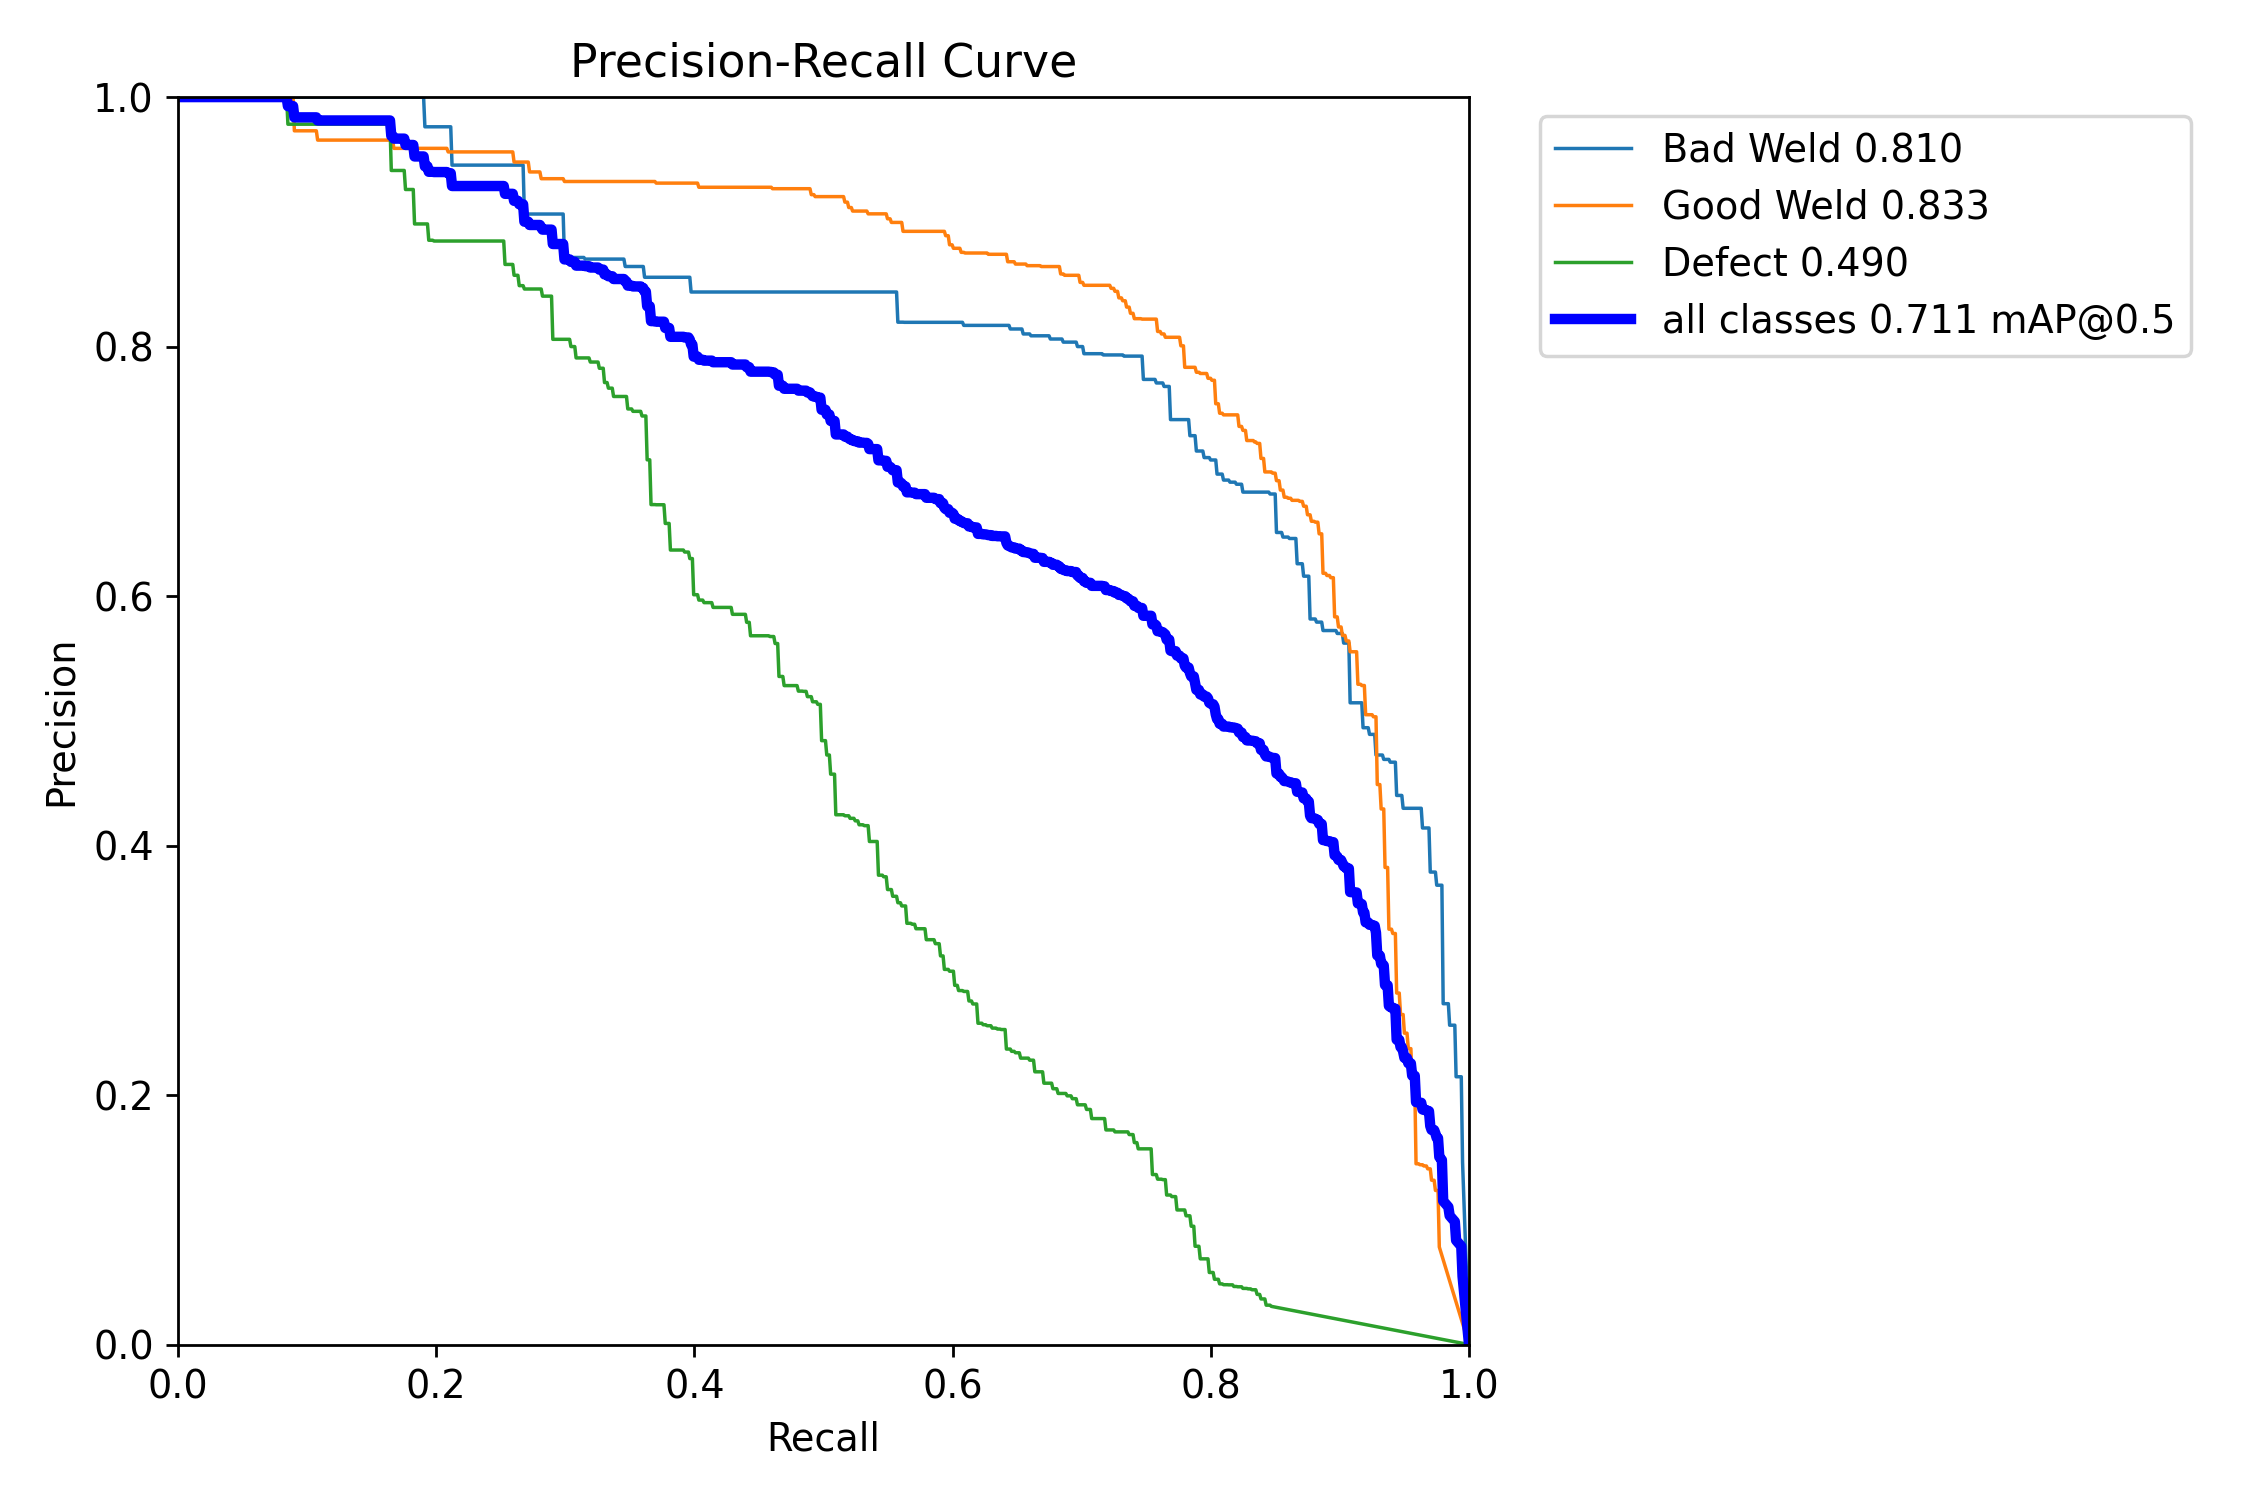 Precision-Recall Curve
1.0
0.8
0.6
0.4
0.2
0.0
Precision
0.0 0.2 0.4 0.6 0.8 1.0
Recall
Bad Weld 0.810
Good Weld 0.833
Defect 0.490
all classes 0.711 mAP@0.5